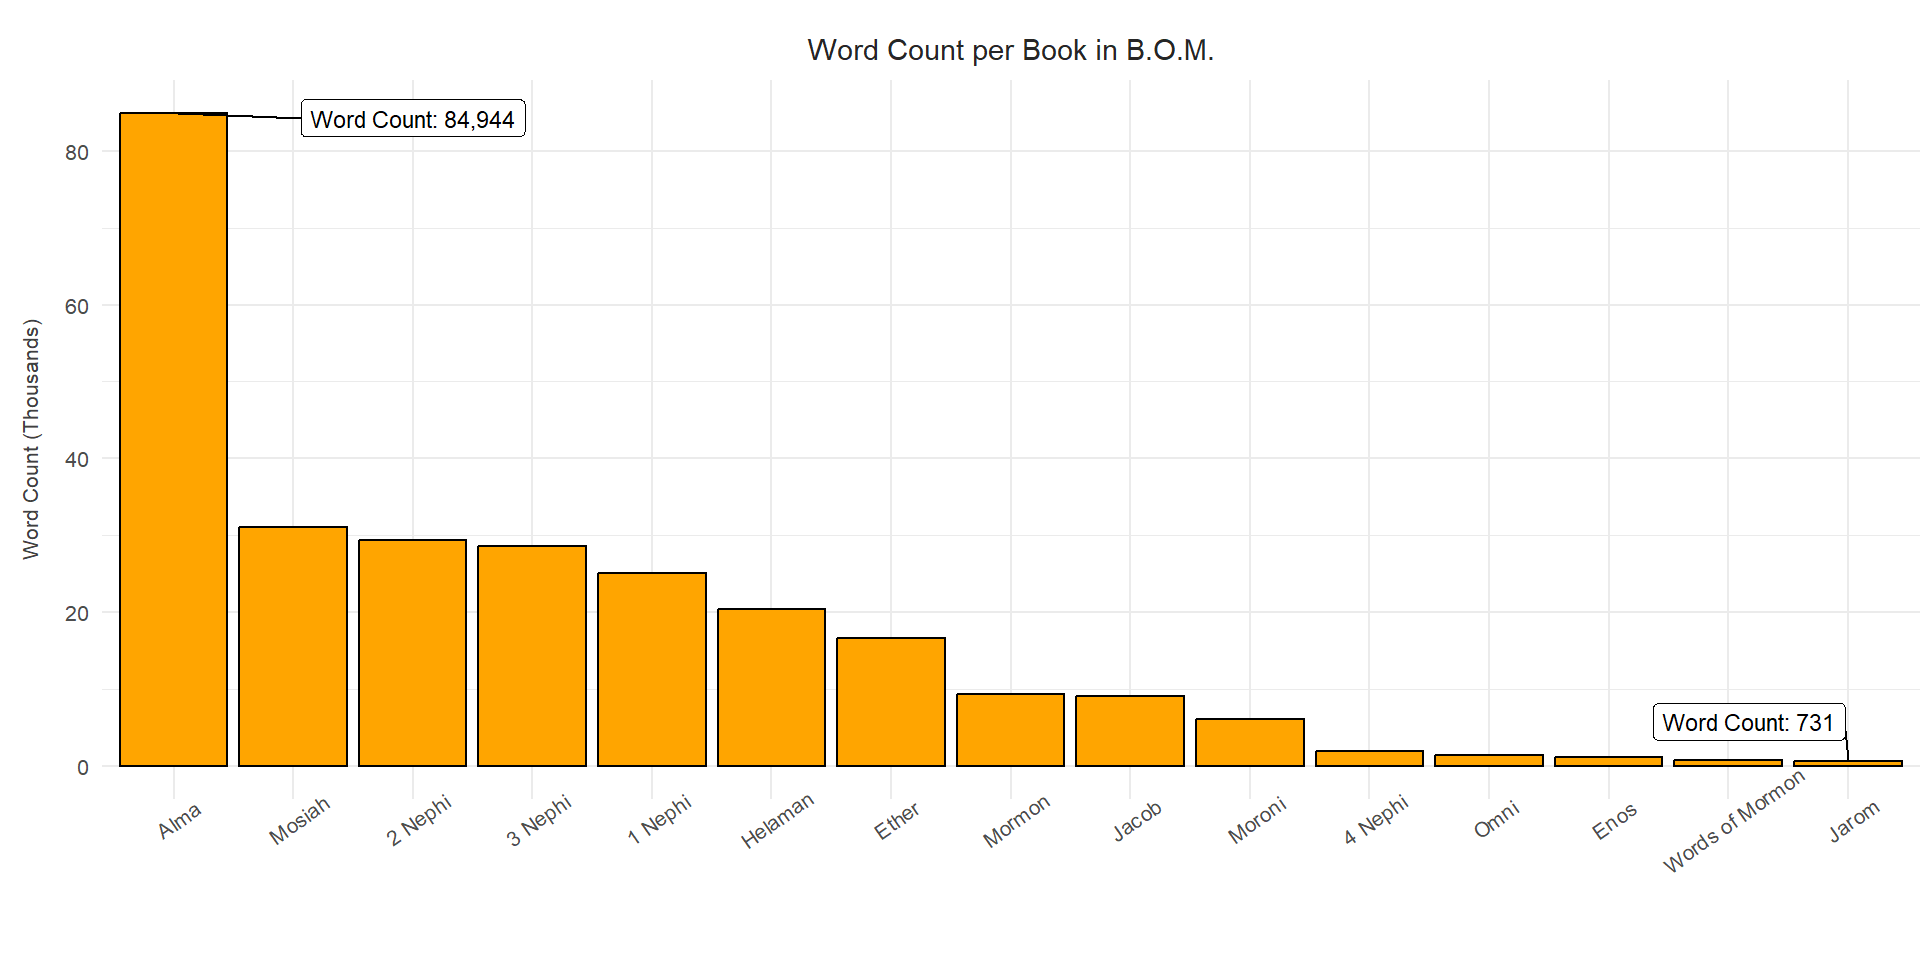 Word Count per Book in B.O.M.
Word Count: 84,944
80
60
40
20
0
Word Count (Thousands)
Word Count: 731
Alma
Mosiah
2 Nephi
3 Nephi
1 Nephi
Helaman
Ether
Mormon
Jacob
Moroni
4 Nephi
Omni
Enos
Words of Mormon
Jarom